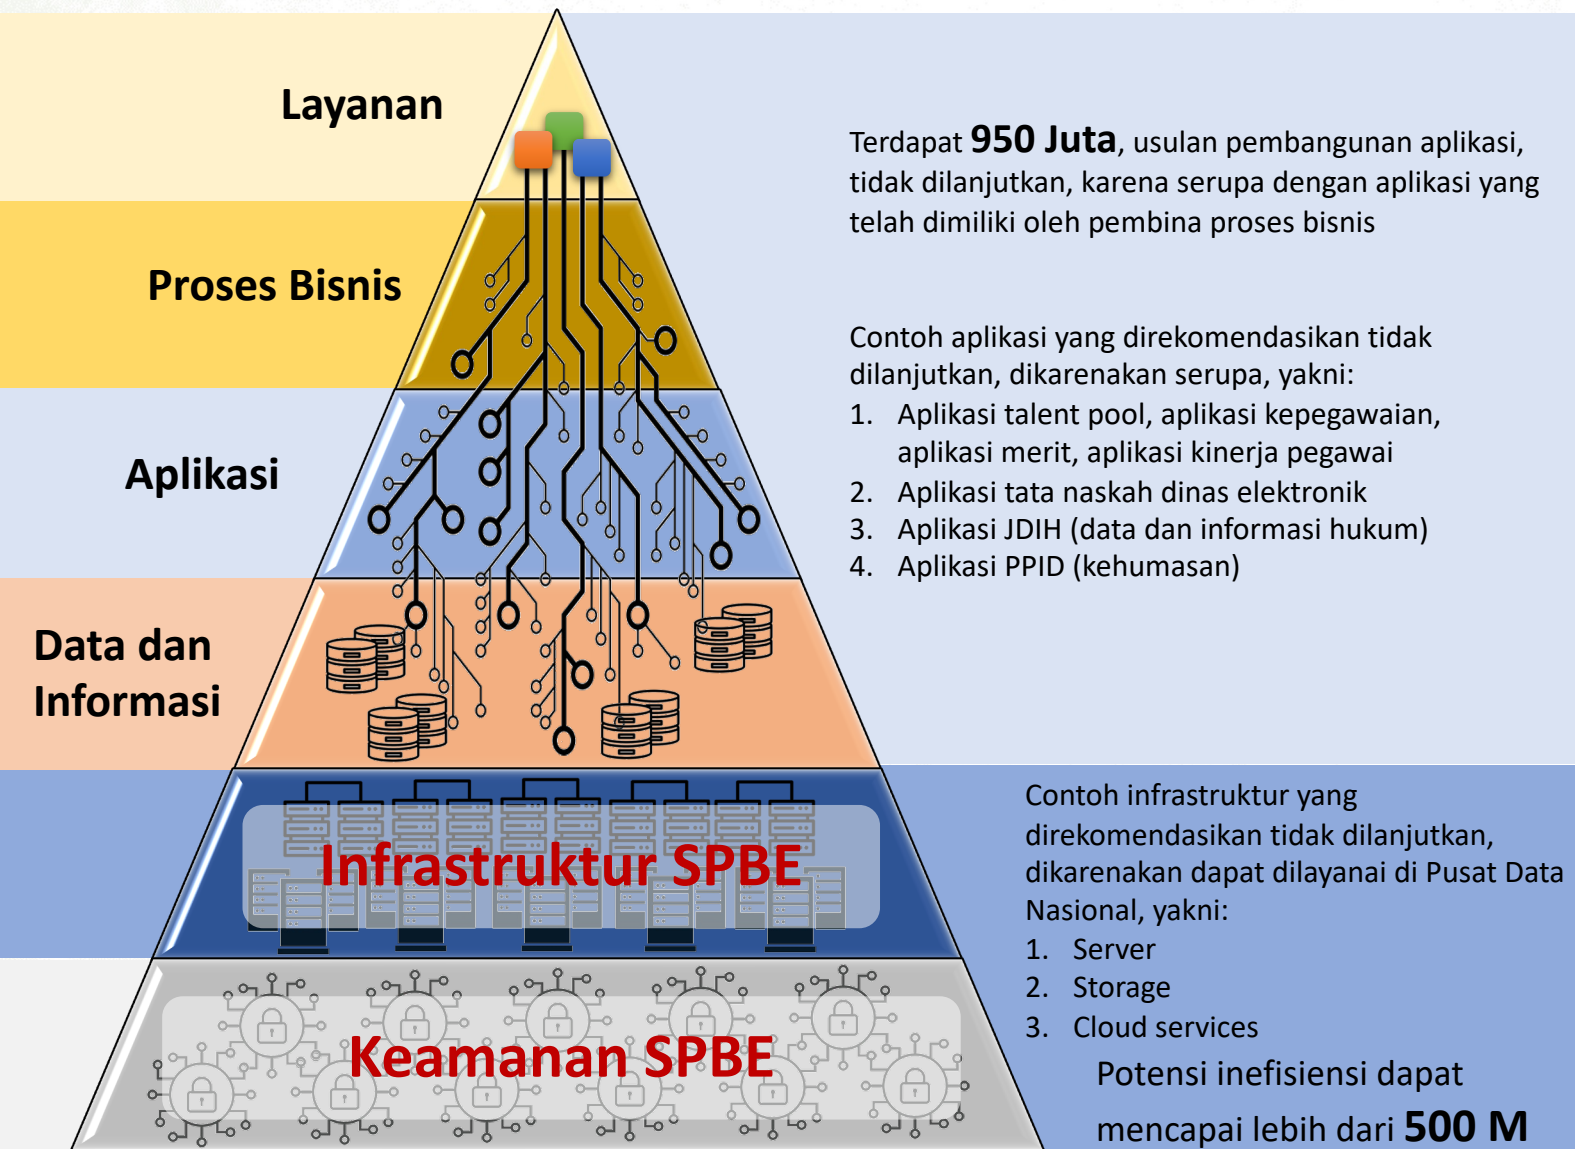 Layanan
Proses Bisnis
Aplikasi
Data dan
Informasi
Infrastruktur SPBE
Keamanan SPBE
Terdapat 950 Juta, usulan pembangunan aplikasi,
tidak dilanjutkan, karena serupa dengan aplikasi yang
telah dimiliki oleh pembina proses bisnis
Contoh aplikasi yang direkomendasikan tidak
dilanjutkan, dikarenakan serupa, yakni:
1. Aplikasi talent pool, aplikasi kepegawaian,
aplikasi merit, aplikasi kinerja pegawai
2. Aplikasi tata naskah dinas elektronik
3. Aplikasi JDIH (data dan informasi hukum)
4. Aplikasi PPID (kehumasan)
Contoh infrastruktur yang
direkomendasikan tidak dilanjutkan,
dikarenakan dapat dilayanai di Pusat Data
Nasional, yakni:
1. Server
2. Storage
3. Cloud services
Potensi inefisiensi dapat
mencapai lebih dari 500 M